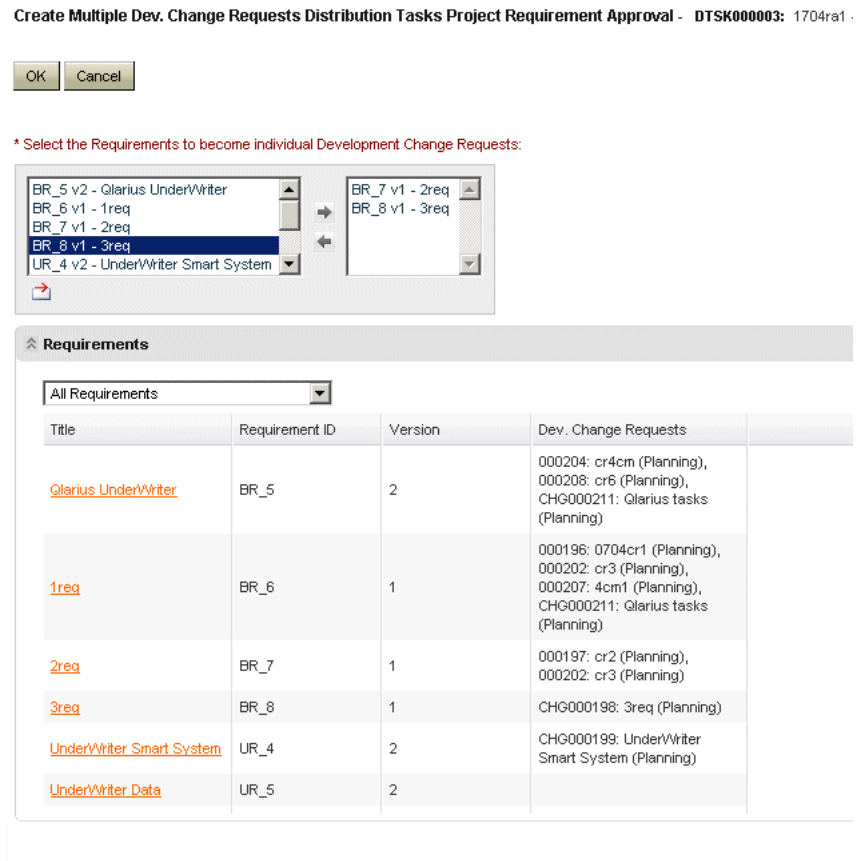 Create Multiple Dev. Change Requests Distribution Tasks Project Requirement Approval - DTSK000003: 1704ra1 -
OK Cancel
* Select the Requirements to become individual Development Change Requests:
BR_5 v2 - Qlarius UnderWriter
BR_6 v1 - 1req
BR_7 v1 - 2req
BR_8 v1 - 3req
UR_4 v2 - UnderWriter Smart System
BR_7 v1 - 2req
BR_8 v1 - 3req
Requirements
All Requirements
Title Requirement ID Version Dev. Change Requests
Qlarius UnderWriter BR_5 2
000204: cr4cm (Planning),
000208: cr6 (Planning),
CHG000211: Qlarius tasks
(Planning)
1req BR_6 1
000196: 0704cr1 (Planning),
000202: cr3 (Planning),
000207: 4cm1 (Planning),
CHG000211: Qlarius tasks
(Planning)
2req BR_7 1
000197: cr2 (Planning),
000202: cr3 (Planning)
3req BR_8 1 CHG000198: 3req (Planning)
UnderWriter Smart System UR_4 2
CHG000199: UnderWriter
Smart System (Planning)
UnderWriter Data UR_5 2